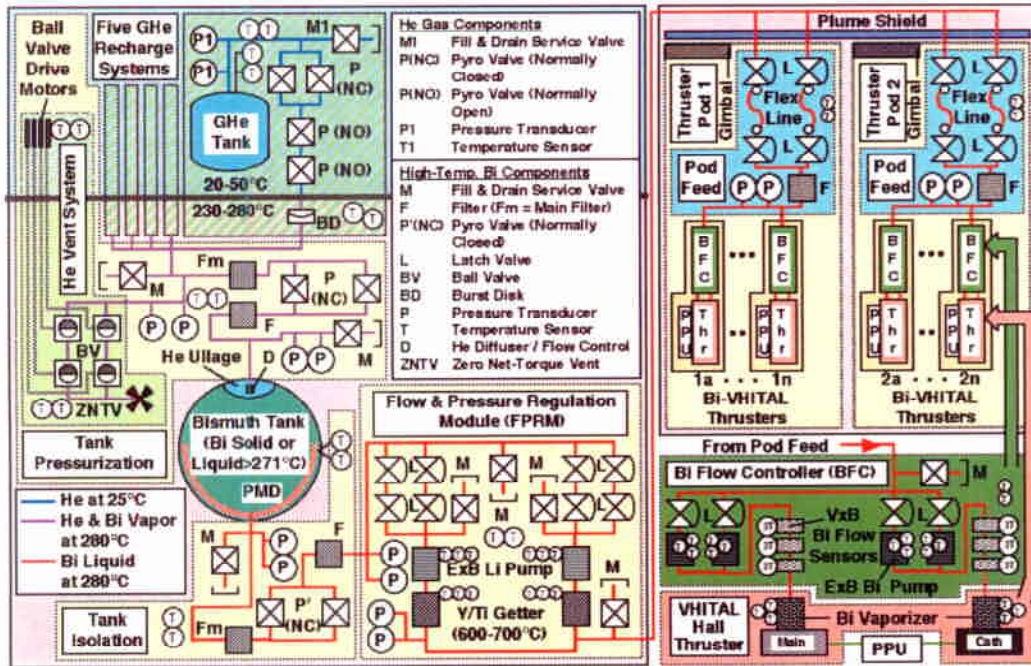 Ball
Valve
Drive
Motors
Five GHe
Recharge
Systems
P1
P1
T
T
M1
P
(NC)
GHe
Tank
P (NO)
P (NO)
20-50°C
230-280°C
BD
T T
He Vent System
T T
M
Fm
T T
P
(NC)
F
P P
BV
He Ullage
D
P P
M
T T
ZNTV
Tank
Pressurization
Bismuth Tank
(Bi Solid or
Liquid>271°C)
PMD
T
T
He at 25°C
He & Bi Vapor
at 280°C
Bi Liquid
at 280°C
M
P
P
F
P'
(NC)
Fm
T
T
Tank
Isolation
He Gas Components
M1 Fill & Drain Service Valve
P(NC) Pyro Valve (Normally
Closed)
P(NO) Pyro Valve (Normally
Open)
P1 Pressure Transducer
T1 Temperature Sensor
High-Temp. Bi Components
M Fill & Drain Service Valve
F Filter (Fm = Main Filter)
P'(NC) Pyro Valve (Normally
Closed)
L Latch Valve
BV Ball Valve
BD Burst Disk
P Pressure Transducer
T Temperature Sensor
D He Diffuser / Flow Control
ZNTV Zero Net-Torque Vent
Flow & Pressure Regulation
Module (FPRM)
L M M M L
L
L
P
P
T T
ExB Li Pump
M
Y/Ti Getter
(600-700°C)
P
P
Plume Shield
Thruster
Pod 1
Gimbal
L
Flex
Line
Pod
Feed
P P
F
BFC
BFC
PPU
Thr
PPU
Thr
1a 1n
Bi-VHITAL
Thrusters
Thruster
Pod 2
Gimbal
L
Flex
Line
Pod
Feed
P P
F
BFC
BFC
PPU
Thr
PPU
Thr
2a 2n
Bi-VHITAL
Thrusters
From Pod Feed
Bi Flow Controller (BFC)
M
L
L
VxB
Bi Flow
Sensors
ExB Bi Pump
VHITAL
Hall
Thruster
Bi Vaporizer
Main
PPU
Cath